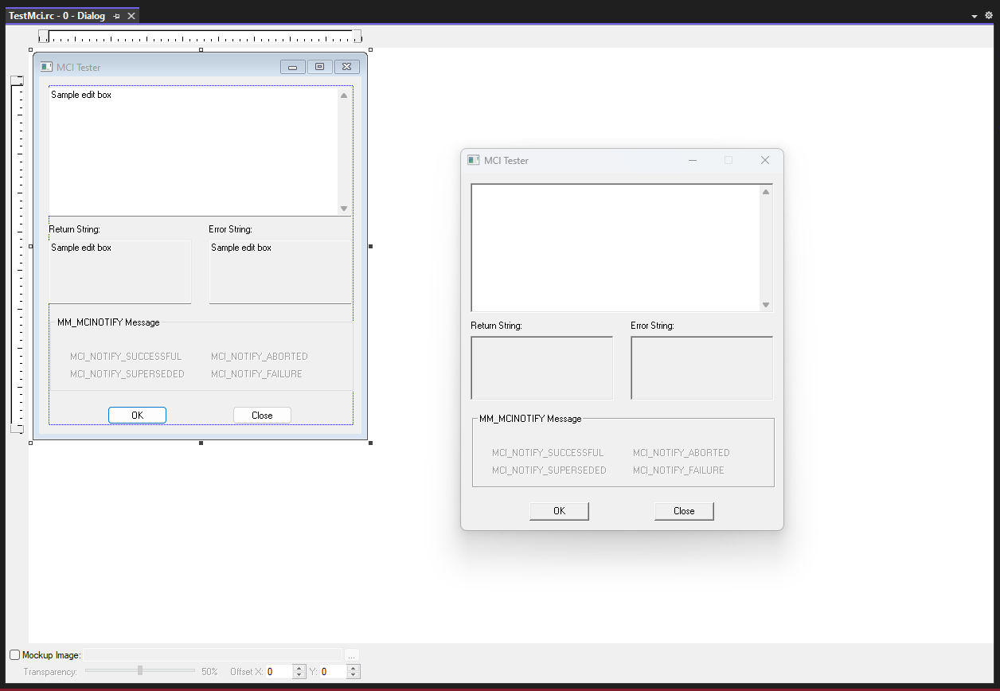 TestMci.rc - 0 - Dialog
MCI Tester
Sample edit box
Return String: Error String:
Sample edit box Sample edit box
MM_MCINOTIFY Message
MCI_NOTIFY_SUCCESSFUL MCI_NOTIFY_ABORTED
MCI_NOTIFY_SUPERSEDED MCI_NOTIFY_FAILURE
OK Close
MCI Tester
Return String: Error String:
MM_MCINOTIFY Message
MCI_NOTIFY_SUCCESSFUL MCI_NOTIFY_ABORTED
MCI_NOTIFY_SUPERSEDED MCI_NOTIFY_FAILURE
OK Close
Mockup Image: ...
Transparency: 50% Offset X: 0 Y: 0